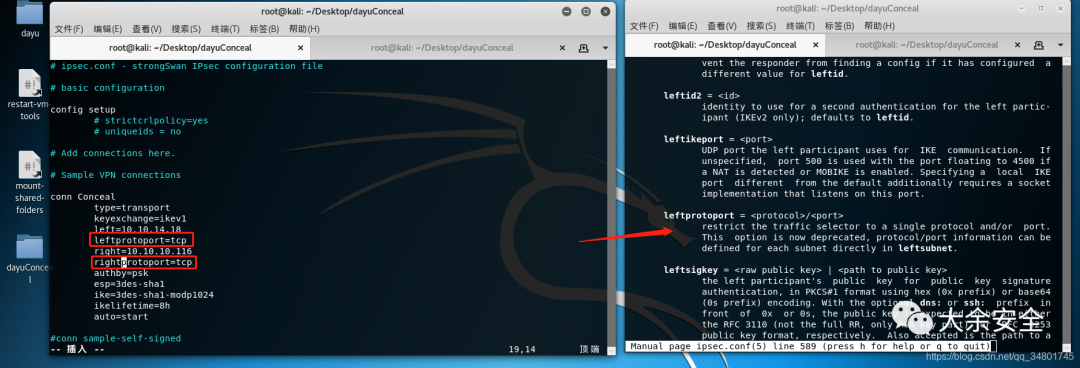 dayu
restart-vm-
tools
mount-
shared-
folders
dayuConcea
l
root@kali: ~/Desktop/dayuConceal
文件(F) 编辑(E) 查看(V) 搜索(S) 终端(T) 标签(B) 帮助(H)
root@kali: ~/Desktop/dayuConceal × root@kali: ~/Desktop/dayuConceal ×
# ipsec.conf - strongSwan IPsec configuration file
# basic configuration
config setup
# strictcrlpolicy=yes
# uniqueids = no
# Add connections here.
# Sample VPN connections
conn Conceal
type=transport
keyexchange=ikev1
left=10.10.14.18
leftprotoport=tcp
right=10.10.10.116
rightprotoport=tcp
authby=psk
esp=3des-sha1
ike=3des-sha1-modp1024
ikelifetime=8h
auto=start
#conn sample-self-signed
-- 插入 -- 19,14 顶端
root@kali: ~/Desktop/dayuConceal
文件(F) 编辑(E) 查看(V) 搜索(S) 终端(T) 标签(B) 帮助(H)
root@kali: ~/Desktop/dayuConceal × root@kali: ~/Desktop/dayuConceal ×
vent the responder from finding a config if it has configured a
different value for leftid.
leftid2 = <id>
identity to use for a second authentication for the left partic-
ipant (IKEv2 only); defaults to leftid.
leftikeport = <port>
UDP port the left participant uses for IKE communication. If
unspecified, port 500 is used with the port floating to 4500 if
a NAT is detected or MOBIKE is enabled. Specifying a local IKE
port different from the default additionally requires a socket
implementation that listens on this port.
leftprotoport = <protocol>/<port>
restrict the traffic selector to a single protocol and/or port.
This option is now deprecated, protocol/port information can be
defined for each subnet directly in leftsubnet.
leftsigkey = <raw public key> | <path to public key>
the left participant's public key for public key signature
authentication, in PKCS#1 format using hex (0x prefix) or base64
(0s prefix) encoding. With the optional dns: or ssh: prefix in
front of 0x or 0s, the public key
the RFC 3110 (not the full RR, only
public key format, respectively. Also accepted is the path to a
Manual page ipsec.conf(5) line 589 (press h for help or q to quit)
大余安全
https://blog.csdn.net/qq_34801745